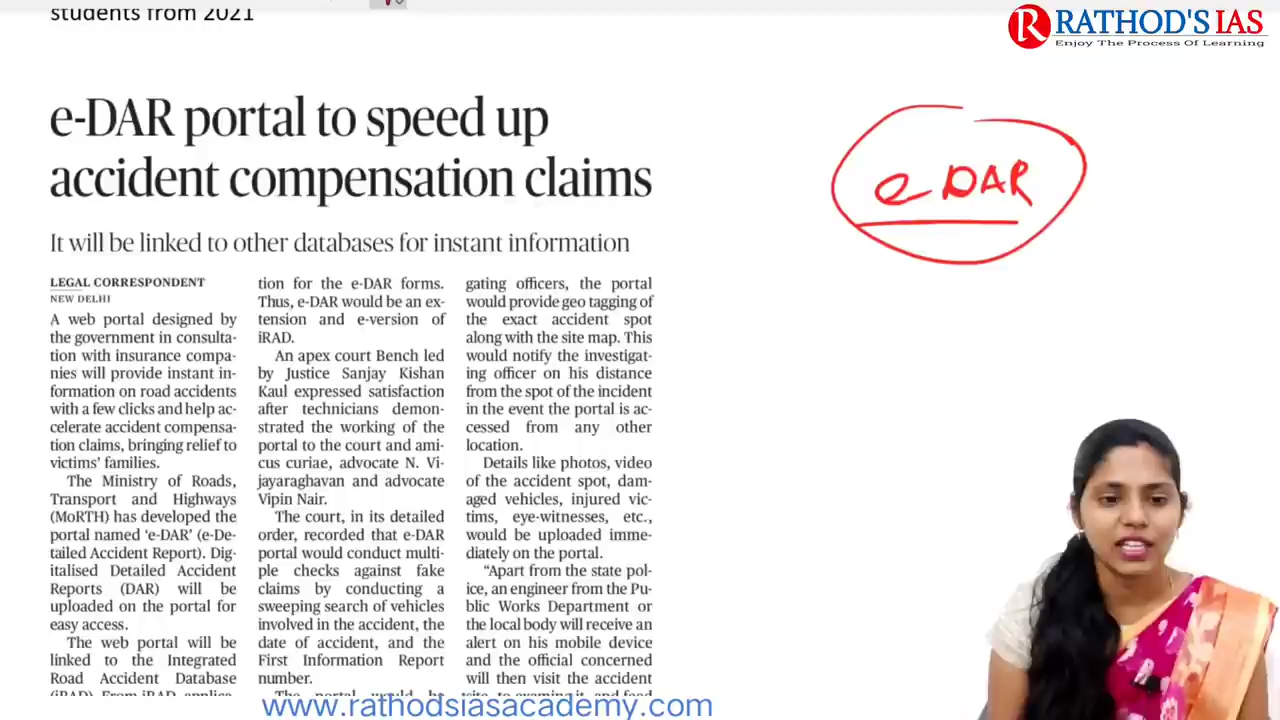 students from 2021
RATHOD'S IAS
Enjoy The Process Of Learning
e-DAR portal to speed up
accident compensation claims
e DAR
It will be linked to other databases for instant information
LEGAL CORRESPONDENT
NEW DELHI
A web portal designed by
the government in consulta-
tion with insurance compa-
nies will provide instant in-
formation on road accidents
with a few clicks and help ac-
celerate accident compensa-
tion claims, bringing relief to
victims' families.
The Ministry of Roads,
Transport and Highways
(MoRTH) has developed the
portal named 'e-DAR' (e-De-
tailed Accident Report). Dig-
italised Detailed Accident
Reports (DAR) will be
uploaded on the portal for
easy access.
The web portal will be
linked to the Integrated
Road Accident Database
(iRAD). From iRAD, applica-
tion for the e-DAR forms.
Thus, e-DAR would be an ex-
tension and e-version of
iRAD.
An apex court Bench led
by Justice Sanjay Kishan
Kaul expressed satisfaction
after technicians demon-
strated the working of the
portal to the court and ami-
cus curiae, advocate N. Vi-
jayaraghavan and advocate
Vipin Nair.
The court, in its detailed
order, recorded that e-DAR
portal would conduct multi-
ple checks against fake
claims by conducting a
sweeping search of vehicles
involved in the accident, the
date of accident, and the
First Information Report
number.
The portal would be
gating officers, the portal
would provide geo tagging of
the exact accident spot
along with the site map. This
would notify the investigat-
ing officer on his distance
from the spot of the incident
in the event the portal is ac-
cessed from any other
location.
Details like photos, video
of the accident spot, dam-
aged vehicles, injured vic-
tims, eye-witnesses, etc.,
would be uploaded imme-
diately on the portal.
"Apart from the state pol-
ice, an engineer from the Pu-
blic Works Department or
the local body will receive an
alert on his mobile device
and the official concerned
will then visit the accident
site, to examine it, and feed
www.rathodsiasacademy.com